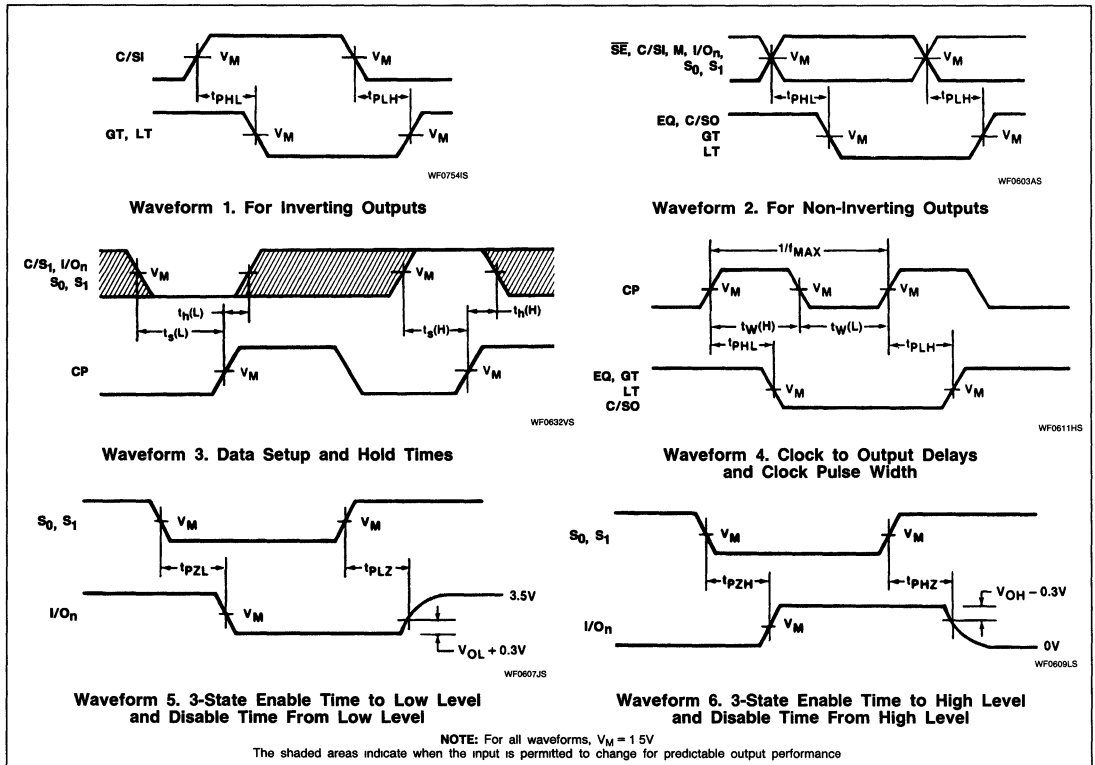 C/SI
VM
VM
tPHL
tPLH
GT, LT
VM
VM
WF0754IS
Waveform 1. For Inverting Outputs
SE, C/SI, M, I/On,
S0, S1
VM
VM
tPHL
tPLH
EQ, C/SO
GT
LT
VM
VM
WF0603AS
Waveform 2. For Non-Inverting Outputs
C/S1, I/On
S0, S1
VM
VM
th(L)
th(H)
ts(L)
ts(H)
CP
VM
VM
WF0632VS
Waveform 3. Data Setup and Hold Times
1/fMAX
CP
VM
VM
VM
tW(H)
tW(L)
tPHL
tPLH
EQ, GT
LT
C/SO
VM
VM
WF0611HS
Waveform 4. Clock to Output Delays
and Clock Pulse Width
S0, S1
VM
VM
tPZL
tPLZ
3.5V
I/On
VM
VOL + 0.3V
WF0607JS
Waveform 5. 3-State Enable Time to Low Level
and Disable Time From Low Level
S0, S1
VM
VM
tPZH
tPHZ
VOH − 0.3V
I/On
VM
0V
WF0609LS
Waveform 6. 3-State Enable Time to High Level
and Disable Time From High Level
NOTE: For all waveforms, VM = 1 5V
The shaded areas indicate when the input is permitted to change for predictable output performance